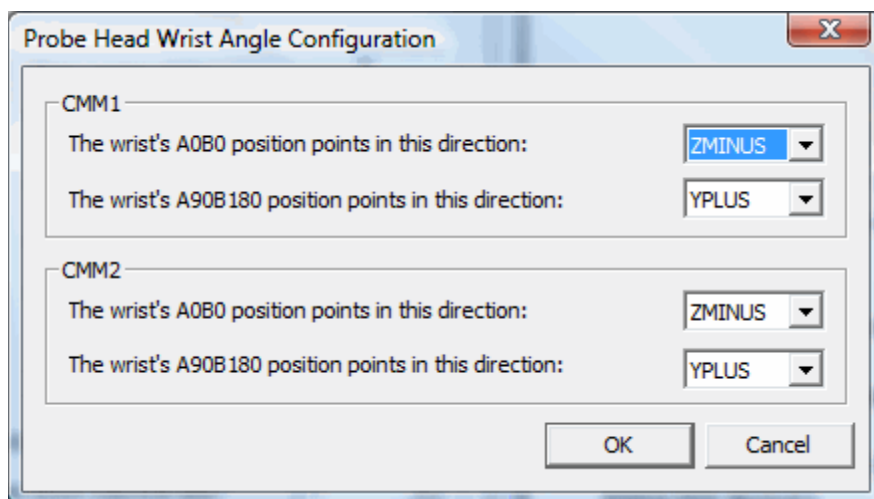 Probe Head Wrist Angle Configuration
CMM1
The wrist's A0B0 position points in this direction: ZMINUS
The wrist's A90B180 position points in this direction: YPLUS
CMM2
The wrist's A0B0 position points in this direction: ZMINUS
The wrist's A90B180 position points in this direction: YPLUS
OK Cancel